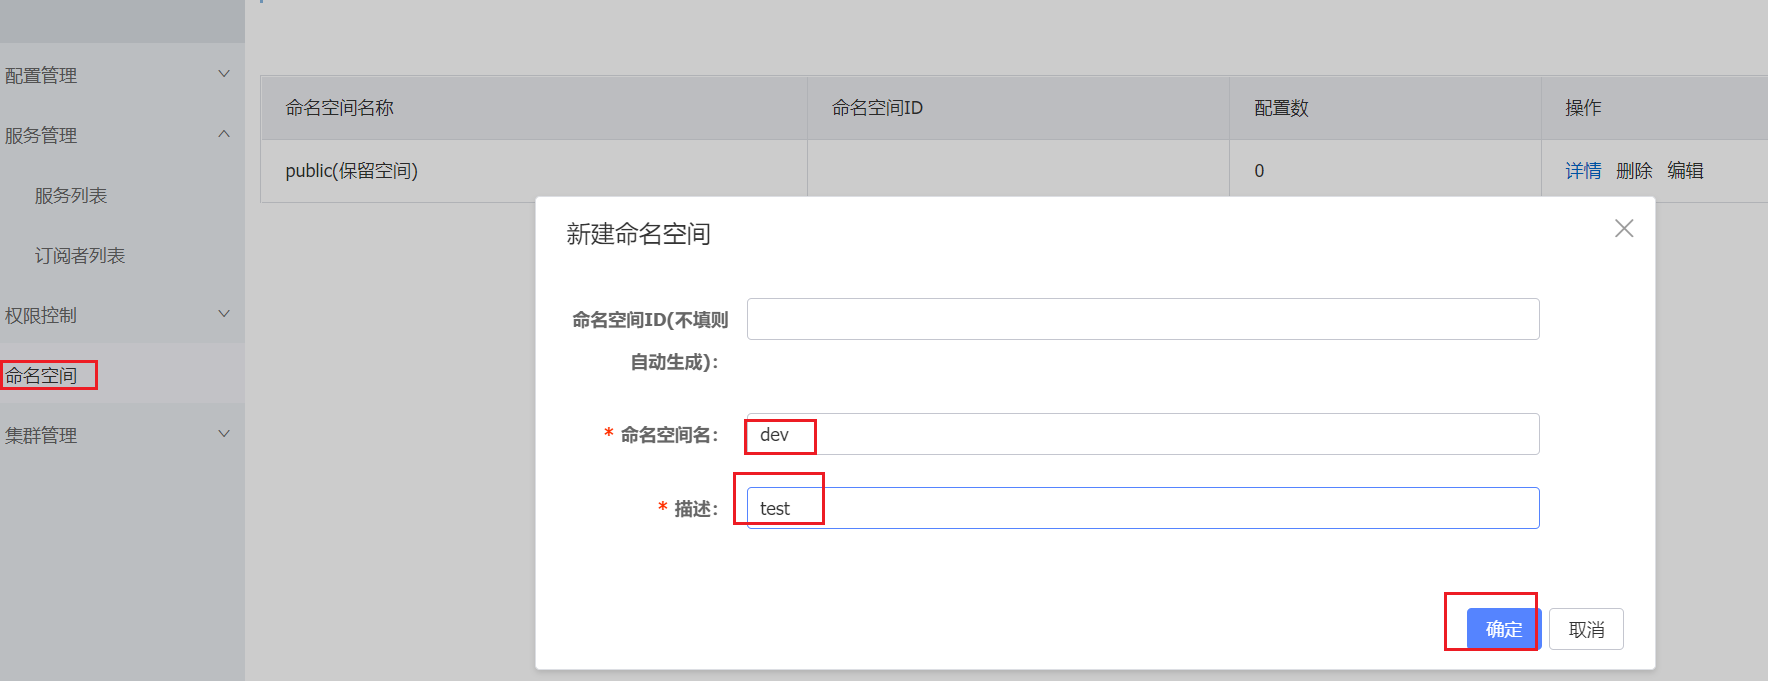 配置管理
服务管理
服务列表
订阅者列表
权限控制
命名空间
集群管理
命名空间名称 命名空间ID 配置数 操作
public(保留空间) 0 详情 删除 编辑
新建命名空间
命名空间ID(不填则
自动生成)：
* 命名空间名： dev
* 描述： test
确定 取消